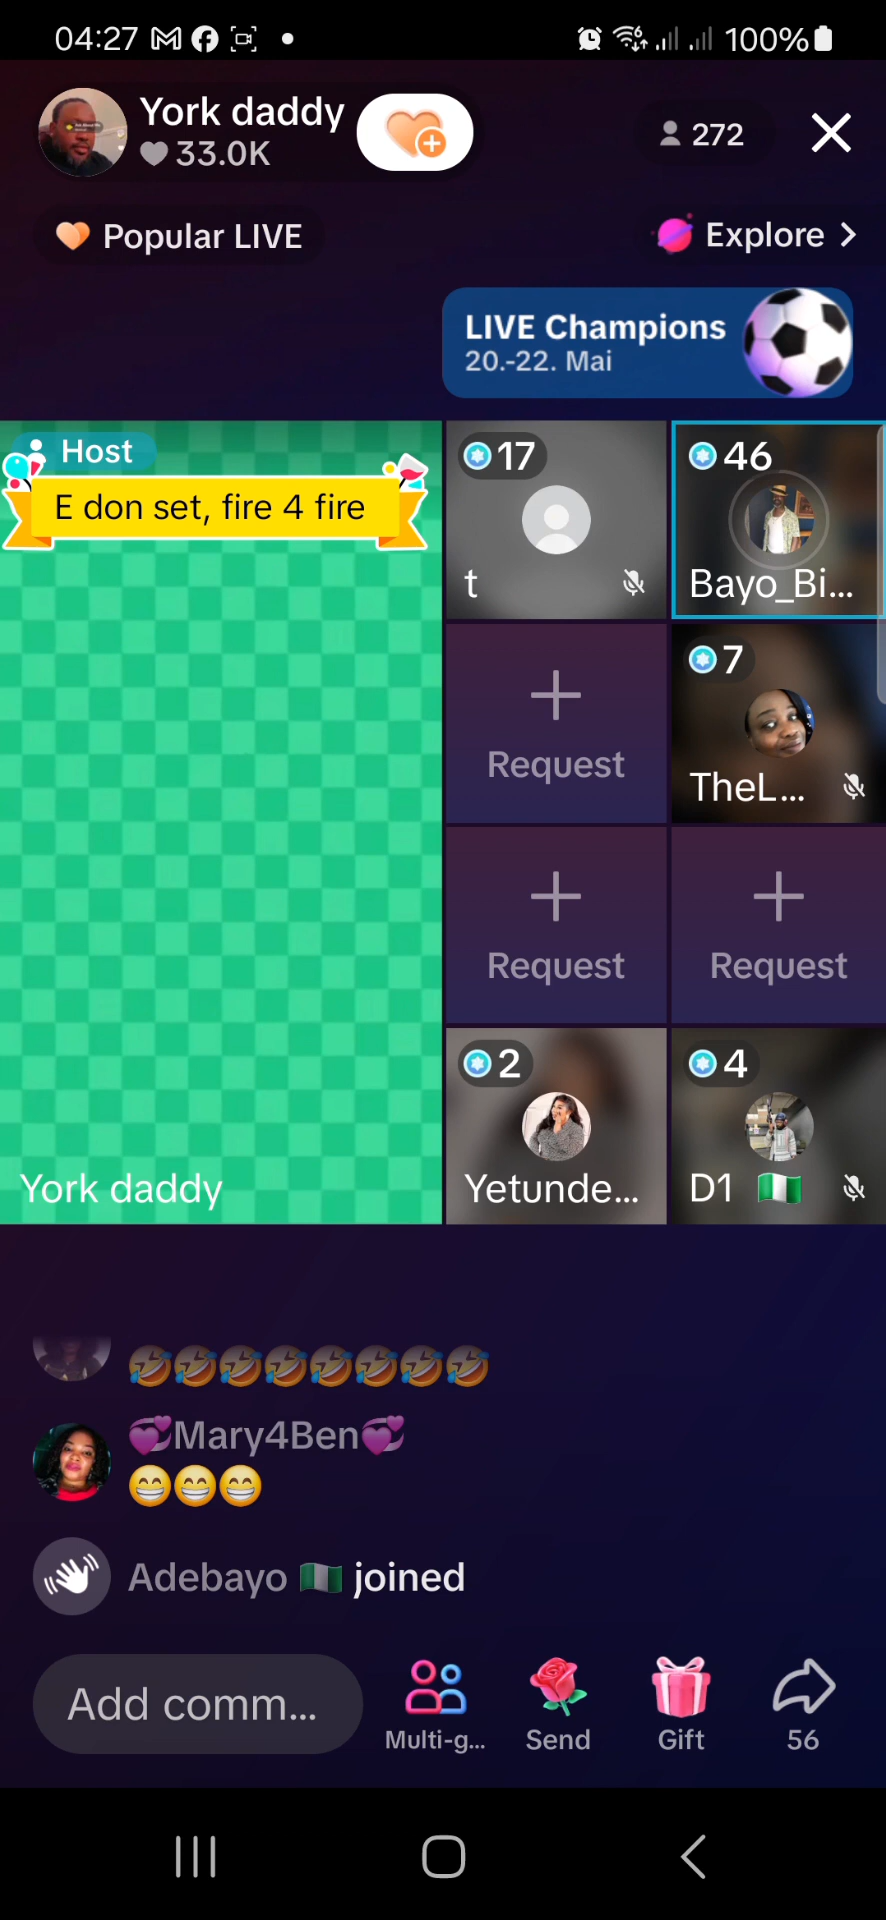 04:27
100%
York daddy
33.0K
272
Popular LIVE
Explore
LIVE Champions
20.-22. Mai
Host
E don set, fire 4 fire
York daddy
17
t
46
Bayo_Bi...
Request
7
TheL...
Request
Request
2
Yetunde...
4
D1
🤣🤣🤣🤣🤣🤣🤣🤣
💞Mary4Ben💞
😁😁😁
Adebayo 🇳🇬 joined
Add comm...
Multi-g...
Send
Gift
56